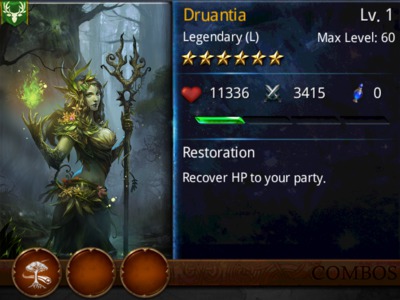 Druantia
Lv. 1
Legendary (L)
Max Level: 60
11336
3415
0
Restoration
Recover HP to your party.
COMBOS